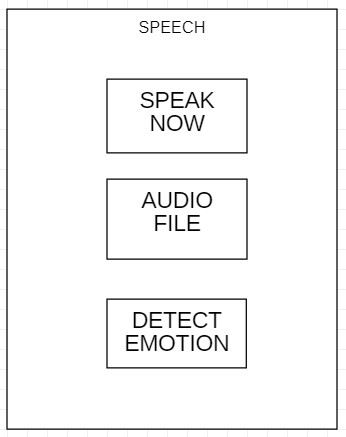 SPEECH
SPEAK
NOW
AUDIO
FILE
DETECT
EMOTION